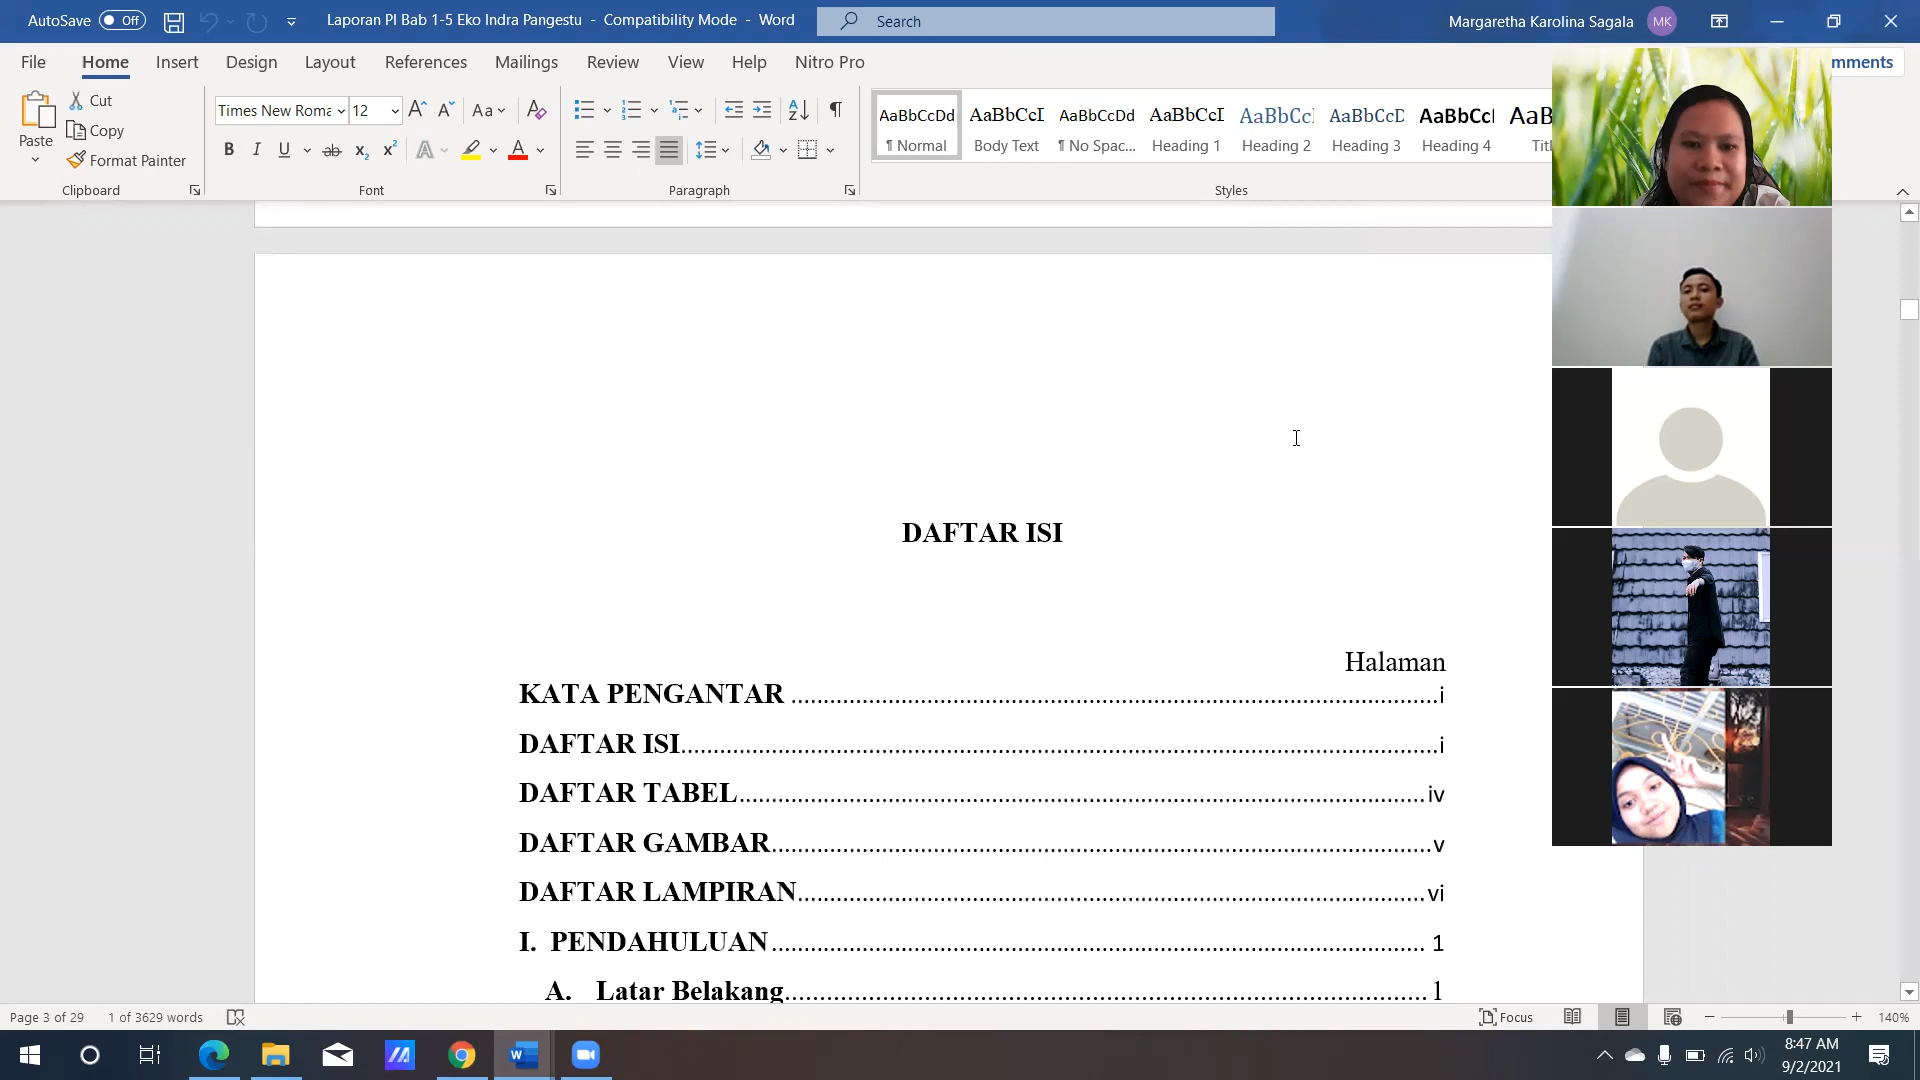 AutoSave Off
Laporan PI Bab 1-5 Eko Indra Pangestu - Compatibility Mode - Word
Search
Margaretha Karolina Sagala
MK
File Home Insert Design Layout References Mailings Review View Help Nitro Pro
mments
Paste
Cut
Copy
Format Painter
Clipboard
Times New Roma
12
Font
Paragraph
AaBbCcDd AaBbCcI AaBbCcDd AaBbCcI AaBbCcI AaBbCcD AaBbCcI AaB
¶ Normal Body Text ¶ No Spac... Heading 1 Heading 2 Heading 3 Heading 4 Titl
Styles
DAFTAR ISI
Halaman
KATA PENGANTAR ........ i
DAFTAR ISI ........ i
DAFTAR TABEL ........ iv
DAFTAR GAMBAR ........ v
DAFTAR LAMPIRAN ........ vi
I. PENDAHULUAN ........ 1
A. Latar Belakang ........ 1
Page 3 of 29
1 of 3629 words
Focus
140%
8:47 AM
9/2/2021